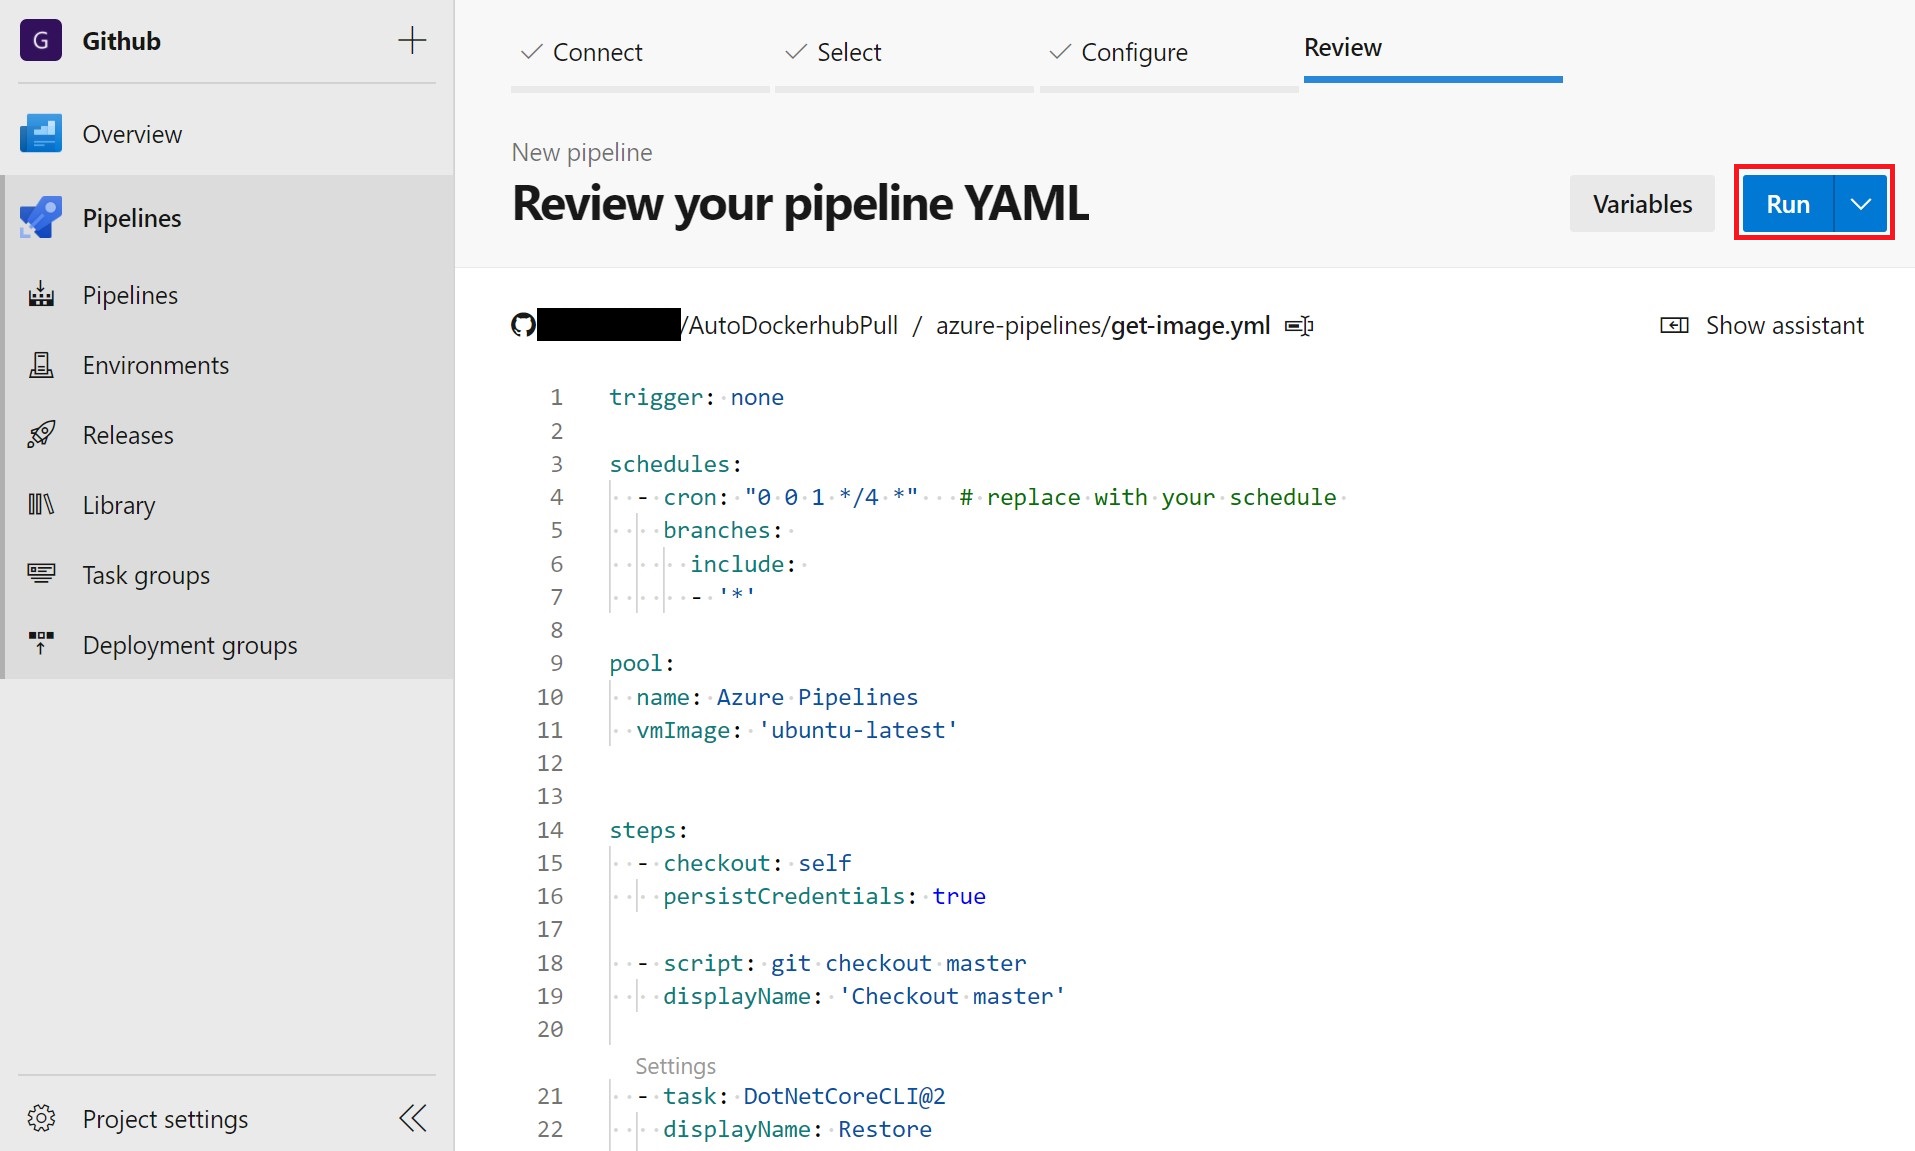 G Github
Overview
Pipelines
Pipelines
Environments
Releases
Library
Task groups
Deployment groups
Project settings
Connect Select Configure Review
New pipeline
Review your pipeline YAML
Variables Run
/AutoDockerhubPull / azure-pipelines/get-image.yml Show assistant
1 trigger: none
2
3 schedules:
4 - cron: "0 0 1 */4 *" # replace with your schedule
5 branches:
6 include:
7 - '*'
8
9 pool:
10 name: Azure Pipelines
11 vmImage: 'ubuntu-latest'
12
13
14 steps:
15 - checkout: self
16 persistCredentials: true
17
18 - script: git checkout master
19 displayName: 'Checkout master'
20
Settings
21 - task: DotNetCoreCLI@2
22 displayName: Restore